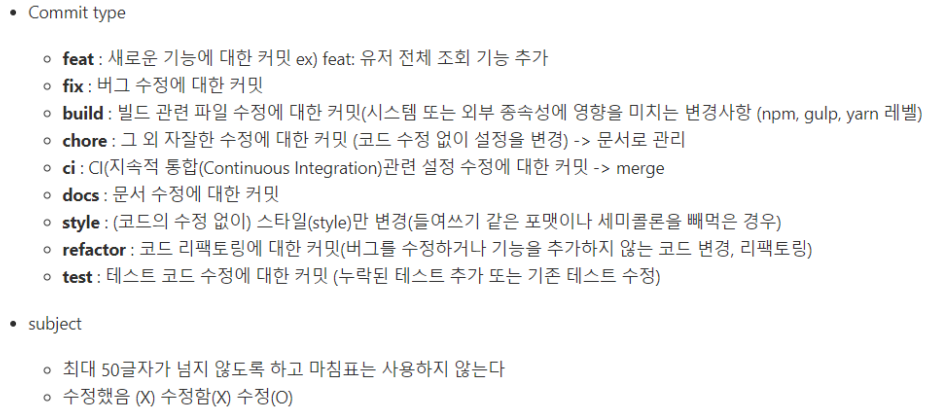 Commit type
feat : 새로운 기능에 대한 커밋 ex) feat: 유저 전체 조회 기능 추가
fix : 버그 수정에 대한 커밋
build : 빌드 관련 파일 수정에 대한 커밋(시스템 또는 외부 종속성에 영향을 미치는 변경사항 (npm, gulp, yarn 레벨)
chore : 그 외 자잘한 수정에 대한 커밋 (코드 수정 없이 설정을 변경) -> 문서로 관리
ci : CI(지속적 통합(Continuous Integration)관련 설정 수정에 대한 커밋 -> merge
docs : 문서 수정에 대한 커밋
style : (코드의 수정 없이) 스타일(style)만 변경(들여쓰기 같은 포맷이나 세미콜론을 빼먹은 경우)
refactor : 코드 리팩토링에 대한 커밋(버그를 수정하거나 기능을 추가하지 않는 코드 변경, 리팩토링)
test : 테스트 코드 수정에 대한 커밋 (누락된 테스트 추가 또는 기존 테스트 수정)
subject
최대 50글자가 넘지 않도록 하고 마침표는 사용하지 않는다
수정했음 (X) 수정함(X) 수정(O)